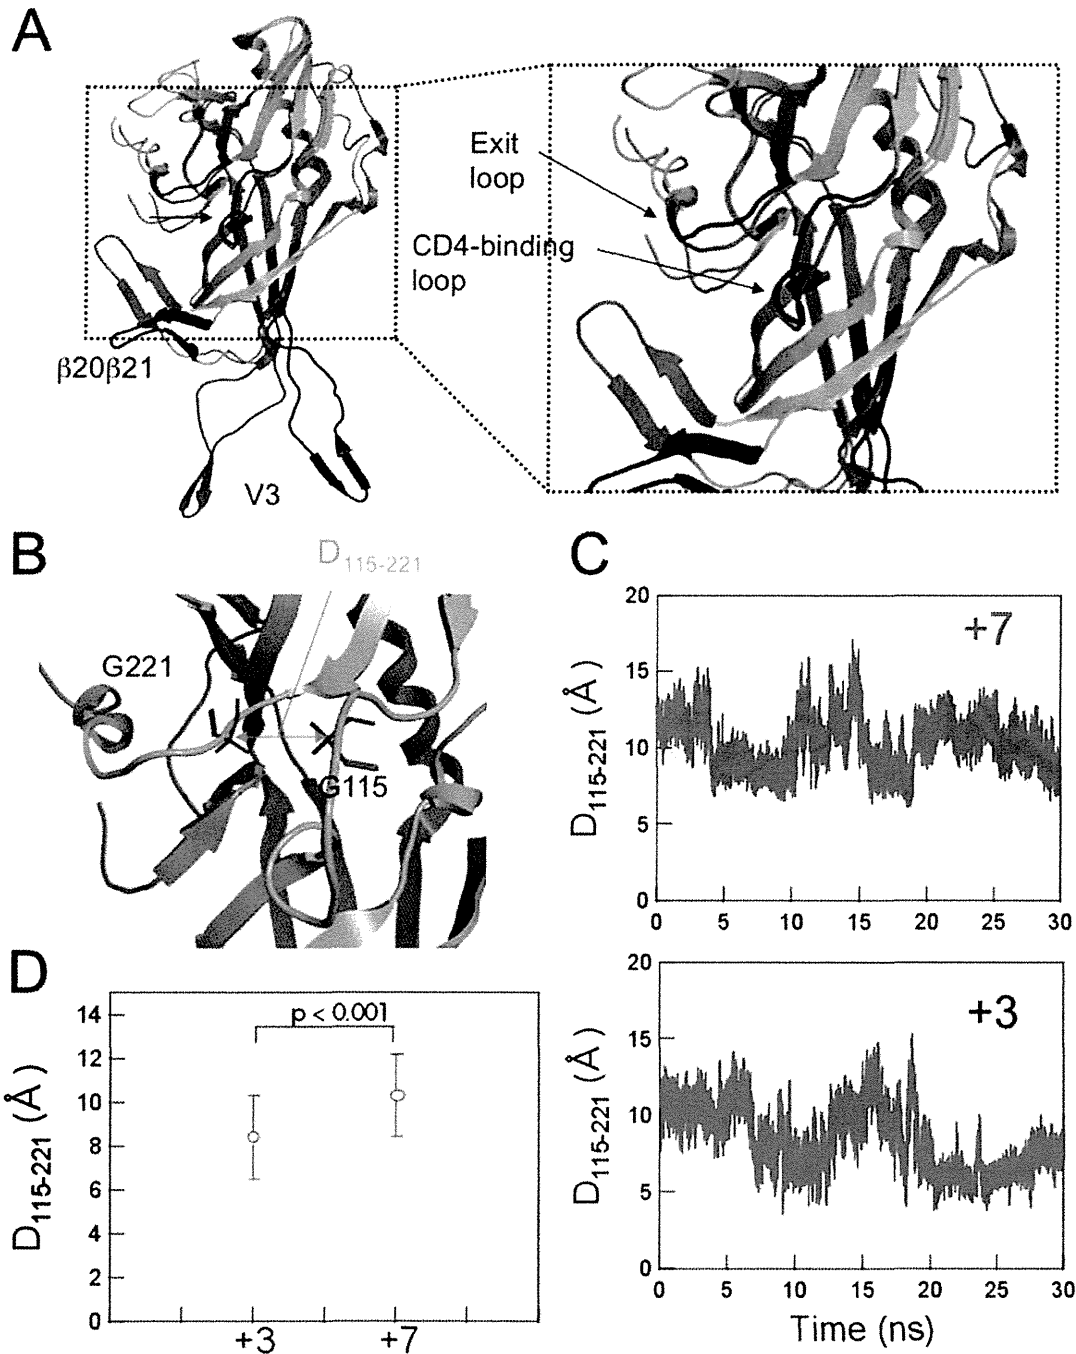 A
Exit
loop
CD4-binding
loop
β20β21
V3
B
D115-221
G221
G115
C
20
15
10
5
0
D115-221 (Å)
+7
0 5 10 15 20 25 30
20
15
10
5
0
D115-221 (Å)
+3
0 5 10 15 20 25 30
Time (ns)
D
14
12
10
8
6
4
2
0
D115-221 (Å)
p < 0.001
+3 +7